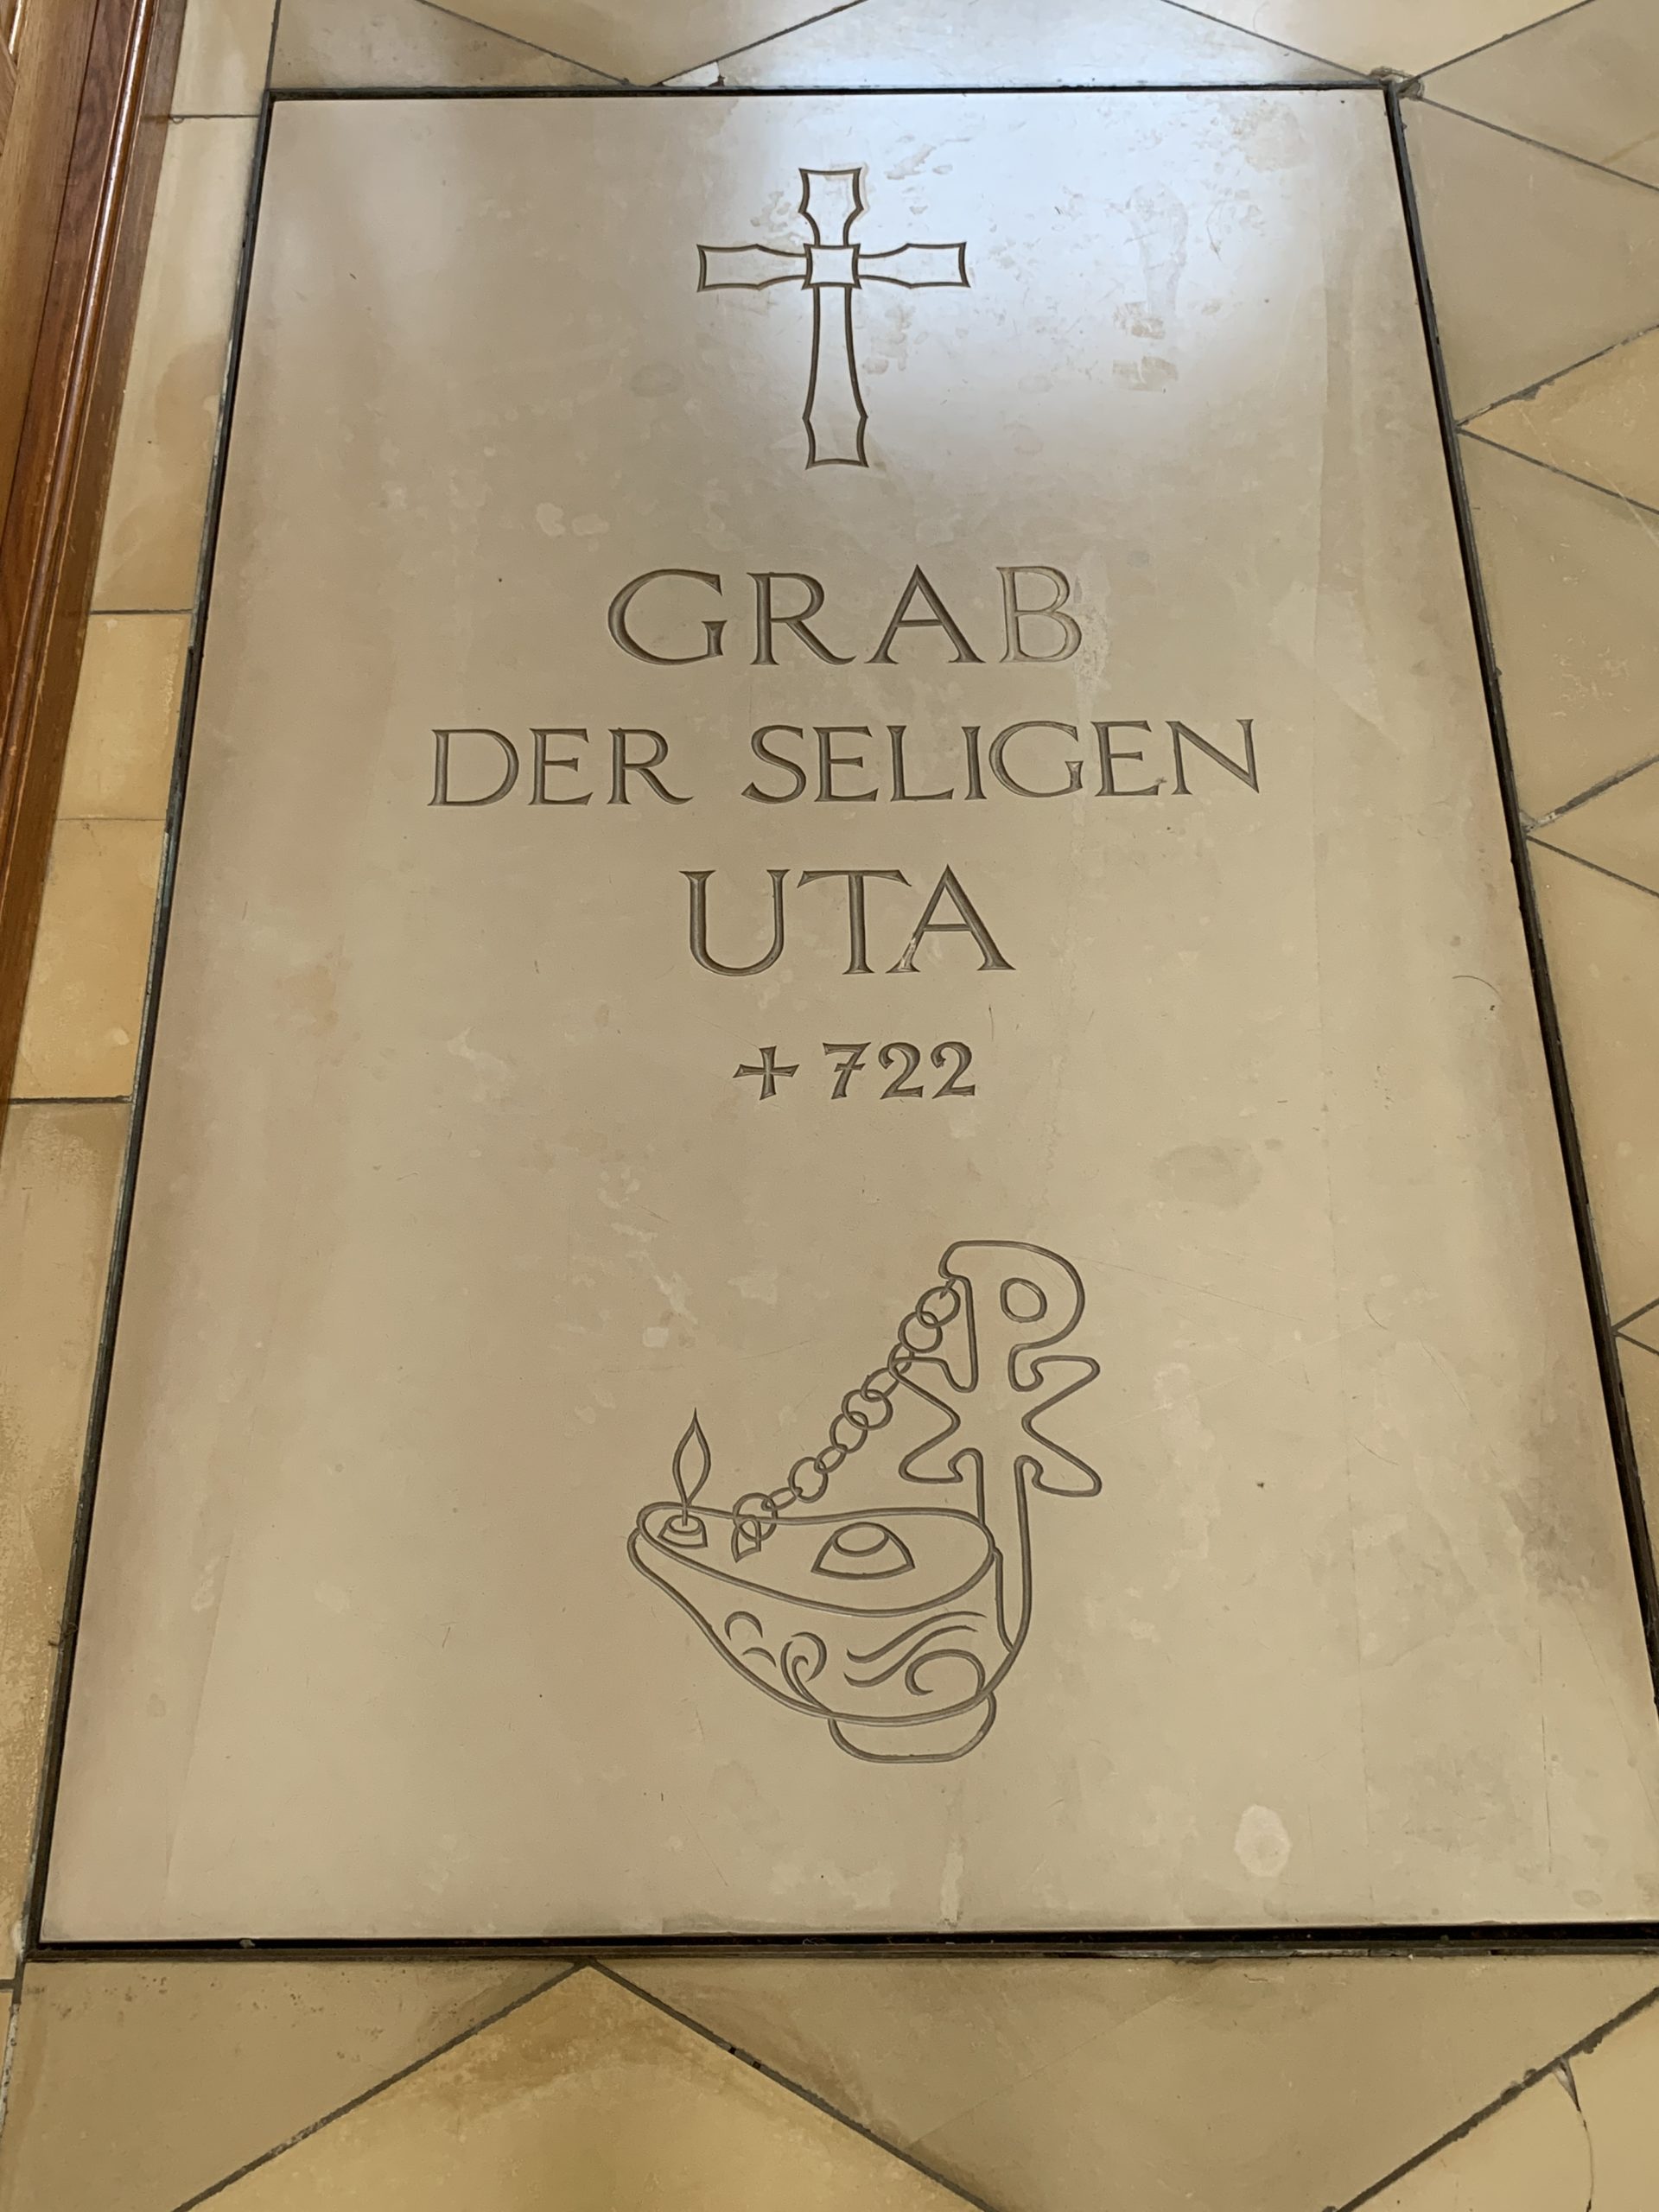 GRAB
DER SELIGEN
UTA
+ 722